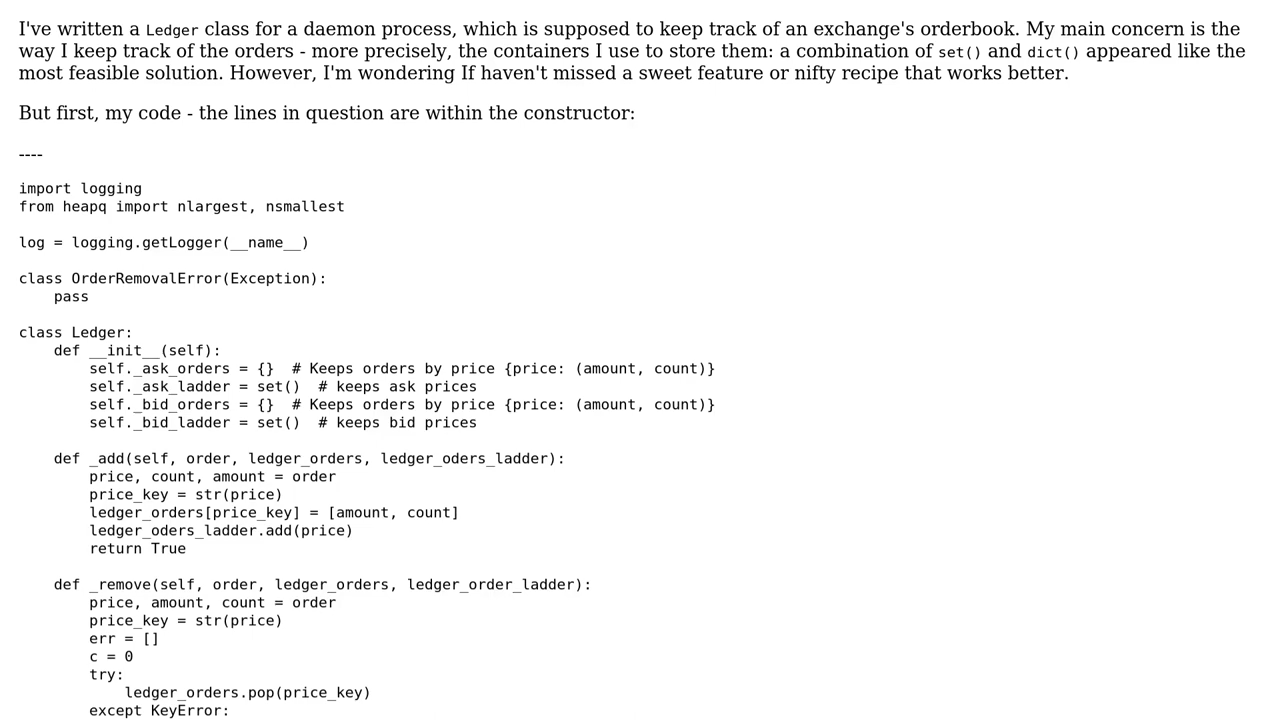 I've written a Ledger class for a daemon process, which is supposed to keep track of an exchange's orderbook. My main concern is the
way I keep track of the orders - more precisely, the containers I use to store them: a combination of set() and dict() appeared like the
most feasible solution. However, I'm wondering If haven't missed a sweet feature or nifty recipe that works better.
But first, my code - the lines in question are within the constructor:
----
import logging
from heapq import nlargest, nsmallest
log = logging.getLogger(__name__)
class OrderRemovalError(Exception):
    pass
class Ledger:
    def __init__(self):
        self._ask_orders = {}  # Keeps orders by price {price: (amount, count)}
        self._ask_ladder = set()  # keeps ask prices
        self._bid_orders = {}  # Keeps orders by price {price: (amount, count)}
        self._bid_ladder = set()  # keeps bid prices
    def _add(self, order, ledger_orders, ledger_oders_ladder):
        price, count, amount = order
        price_key = str(price)
        ledger_orders[price_key] = [amount, count]
        ledger_oders_ladder.add(price)
        return True
    def _remove(self, order, ledger_orders, ledger_order_ladder):
        price, amount, count = order
        price_key = str(price)
        err = []
        c = 0
        try:
            ledger_orders.pop(price_key)
        except KeyError: